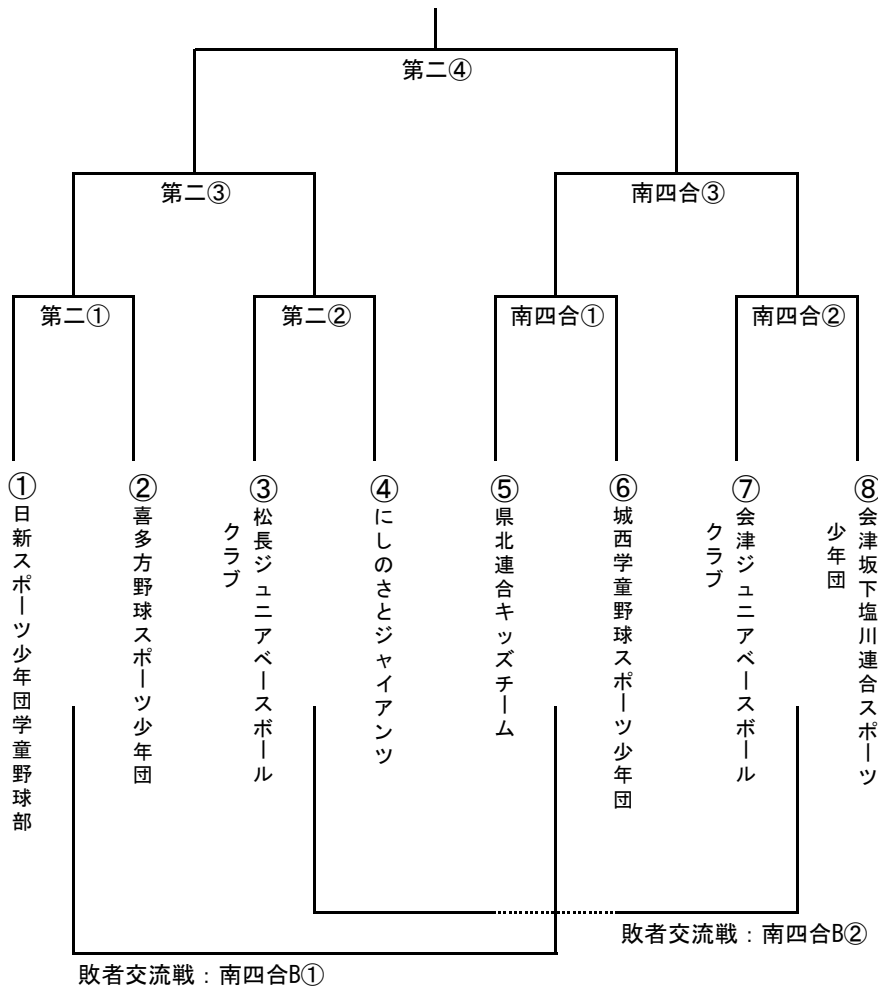 第二④
第二③
南四合③
第二①
第二②
南四合①
南四合②
①
日新スポーツ少年団学童野球部
②
喜多方野球スポーツ少年団
③
松長ジュニアベースボール
クラブ
④
にしのさとジャイアンツ
⑤
県北連合キッズチーム
⑥
城西学童野球スポーツ少年団
⑦
会津ジュニアベースボール
クラブ
⑧
会津坂下塩川連合スポーツ
少年団
敗者交流戦：南四合B②
敗者交流戦：南四合B①